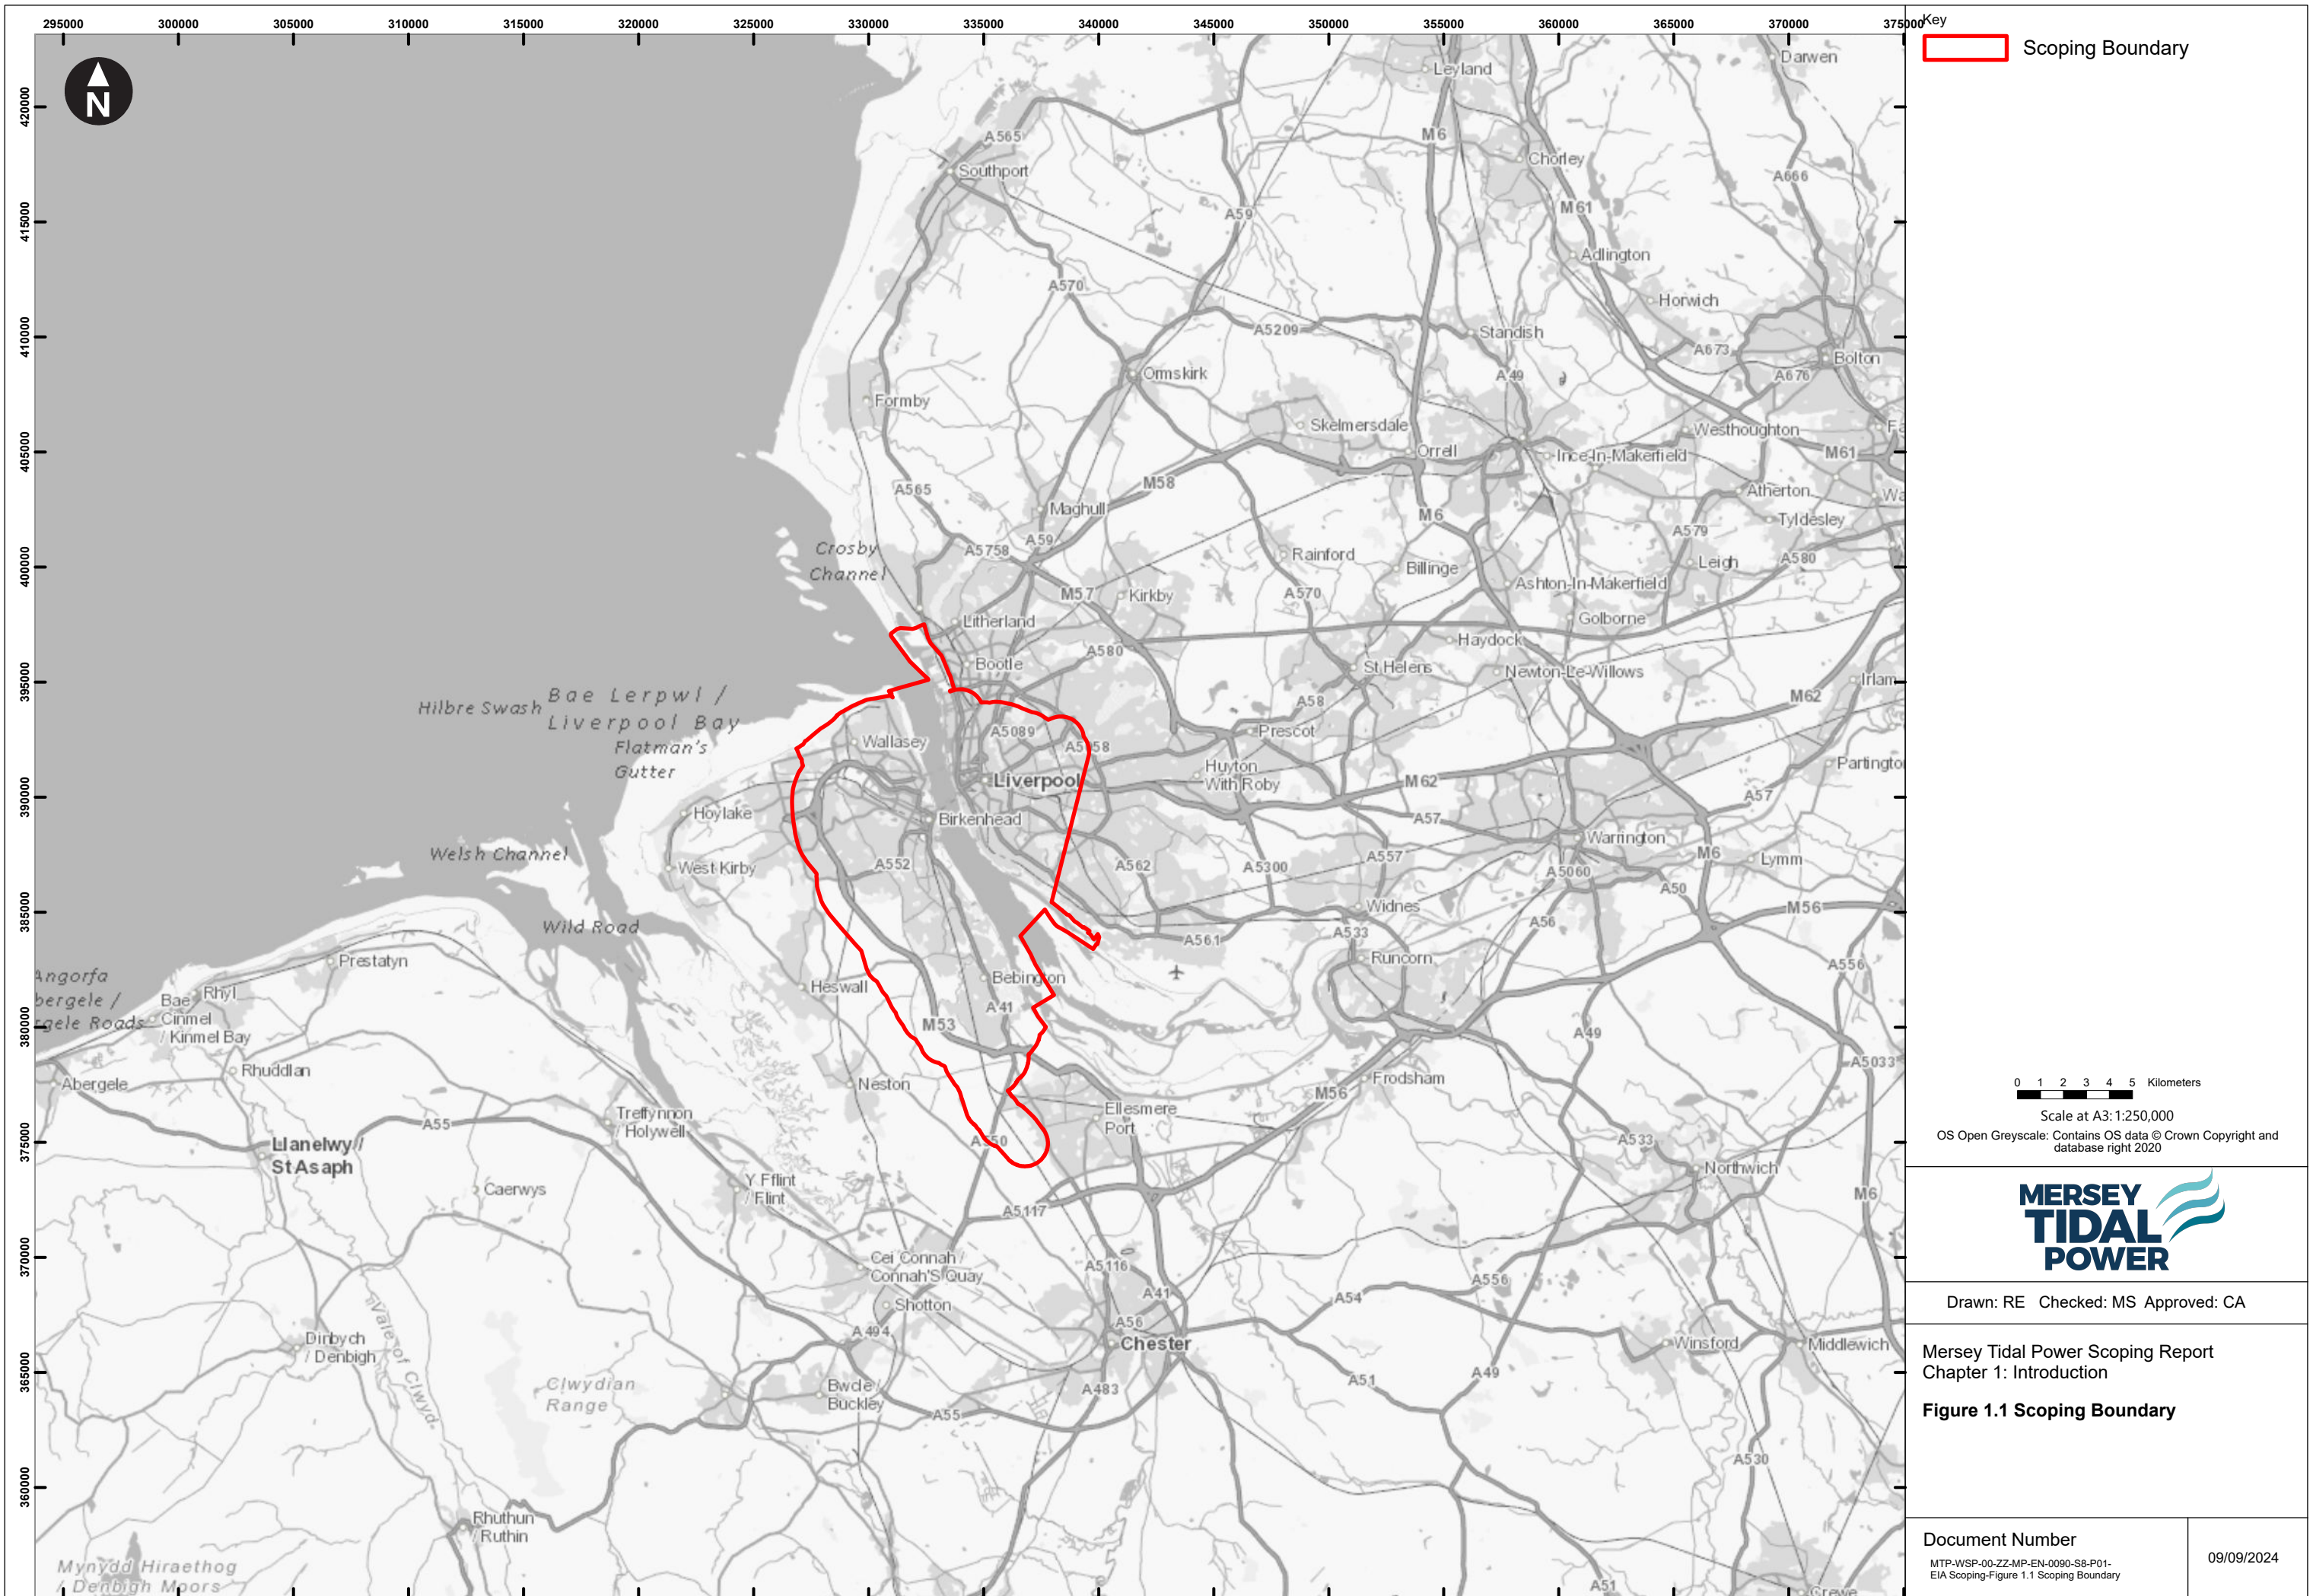 295000 300000 305000 310000 315000 320000 325000 330000 335000 340000 345000 350000 355000 360000 365000 370000 375000
420000
415000
410000
405000
400000
395000
390000
385000
380000
375000
370000
365000
360000
N
Leyland
Darwen
A565
M6
Chorley
Southport
A666
A59
M61
Adlington
A570
Horwich
A5209
Standish
A673
Bolton
Ormskirk
A49
A676
Formby
Skelmersdale
Westhoughton
Orrell
Ince-In-Makerfield
M61
A565
M58
Atherton
Maghull
M6
Tyldesley
A59
A579
Crosby
Channel
A5758
Rainford
Leigh
A580
Billinge
Ashton-In-Makerfield
M57
Kirkby
A570
Litherland
Golborne
Haydock
A580
Bootle
St Helens
Newton-Le-Willows
Irlam
Bae Lerpwl /
Liverpool Bay
Hilbre Swash
M62
A58
A5089
Prescot
Wallasey
Flatman's
Gutter
Huyton
With Roby
Liverpool
M62
A57
Hoylake
Birkenhead
A57
Warrington
Welsh Channel
A552
A562
A5300
A557
M6
Lymm
West Kirby
A5060
A50
Widnes
M56
Wild Road
A56
A561
A533
Prestatyn
Runcorn
A556
Bebington
Rhyl
Heswall
Bae
Cinmel
/ Kinmel Bay
A41
M53
A49
A5033
Rhuddlan
Frodsham
Abergele
Neston
M56
Ellesmere
Port
Treffynnon
/ Holywell
A55
Llanelwy /
St Asaph
A533
Northwich
Caerwys
Y Fflint
/ Flint
M6
A5117
Cei Connah /
Connah'S Quay
A5116
A556
A41
A54
Shotton
A56
A494
Chester
Winsford
Middlewich
Dinbych
/ Denbigh
Vale of Clwyd
Clwydian
Range
Bwcle /
Buckley
A483
A51
A49
A55
A530
Rhuthun
/ Ruthin
Mynydd Hiraethog
/ Denbigh Moors
A51
Crewe
Key
Scoping Boundary
0 1 2 3 4 5 Kilometers
Scale at A3: 1:250,000
OS Open Greyscale: Contains OS data © Crown Copyright and
database right 2020
MERSEY
TIDAL
POWER
Drawn: RE Checked: MS Approved: CA
Mersey Tidal Power Scoping Report
Chapter 1: Introduction
Figure 1.1 Scoping Boundary
Document Number
MTP-WSP-00-ZZ-MP-EN-0090-S8-P01-
EIA Scoping-Figure 1.1 Scoping Boundary
09/09/2024